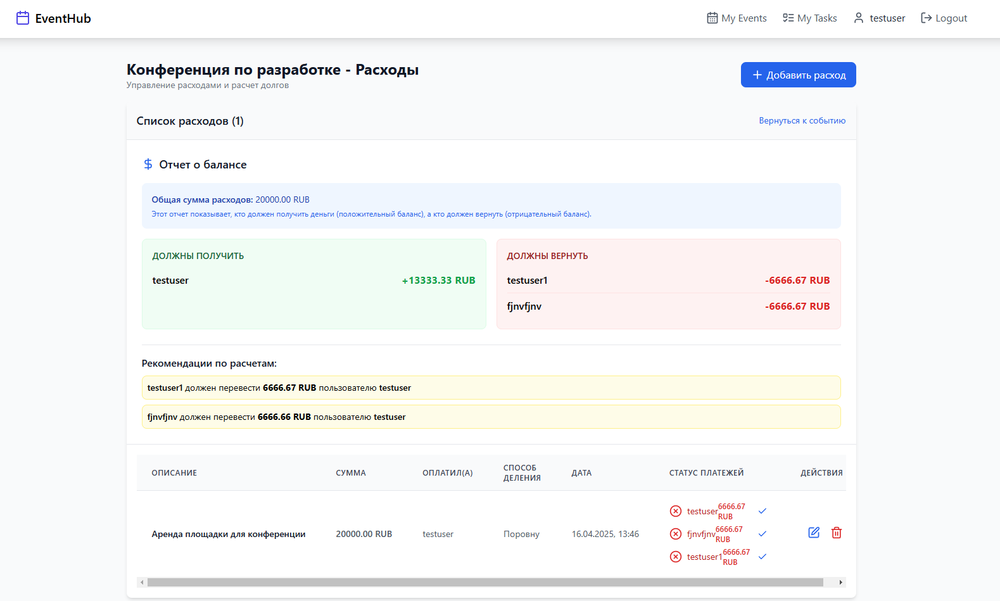 EventHub
My Events
My Tasks
testuser
Logout
Конференция по разработке - Расходы
Управление расходами и расчет долгов
Добавить расход
Список расходов (1)
Вернуться к событию
Отчет о балансе
Общая сумма расходов: 20000.00 RUB
Этот отчет показывает, кто должен получить деньги (положительный баланс), а кто должен вернуть (отрицательный баланс).
ДОЛЖНЫ ПОЛУЧИТЬ
testuser +13333.33 RUB
ДОЛЖНЫ ВЕРНУТЬ
testuser1 -6666.67 RUB
fjnvfjnv -6666.67 RUB
Рекомендации по расчетам:
testuser1 должен перевести 6666.67 RUB пользователю testuser
fjnvfjnv должен перевести 6666.66 RUB пользователю testuser
ОПИСАНИЕ
СУММА
ОПЛАТИЛ(А)
СПОСОБ
ДЕЛЕНИЯ
ДАТА
СТАТУС ПЛАТЕЖЕЙ
ДЕЙСТВИЯ
Аренда площадки для конференции
20000.00 RUB
testuser
Поровну
16.04.2025, 13:46
testuser 6666.67
RUB
fjnvfjnv 6666.67
RUB
testuser1 6666.67
RUB